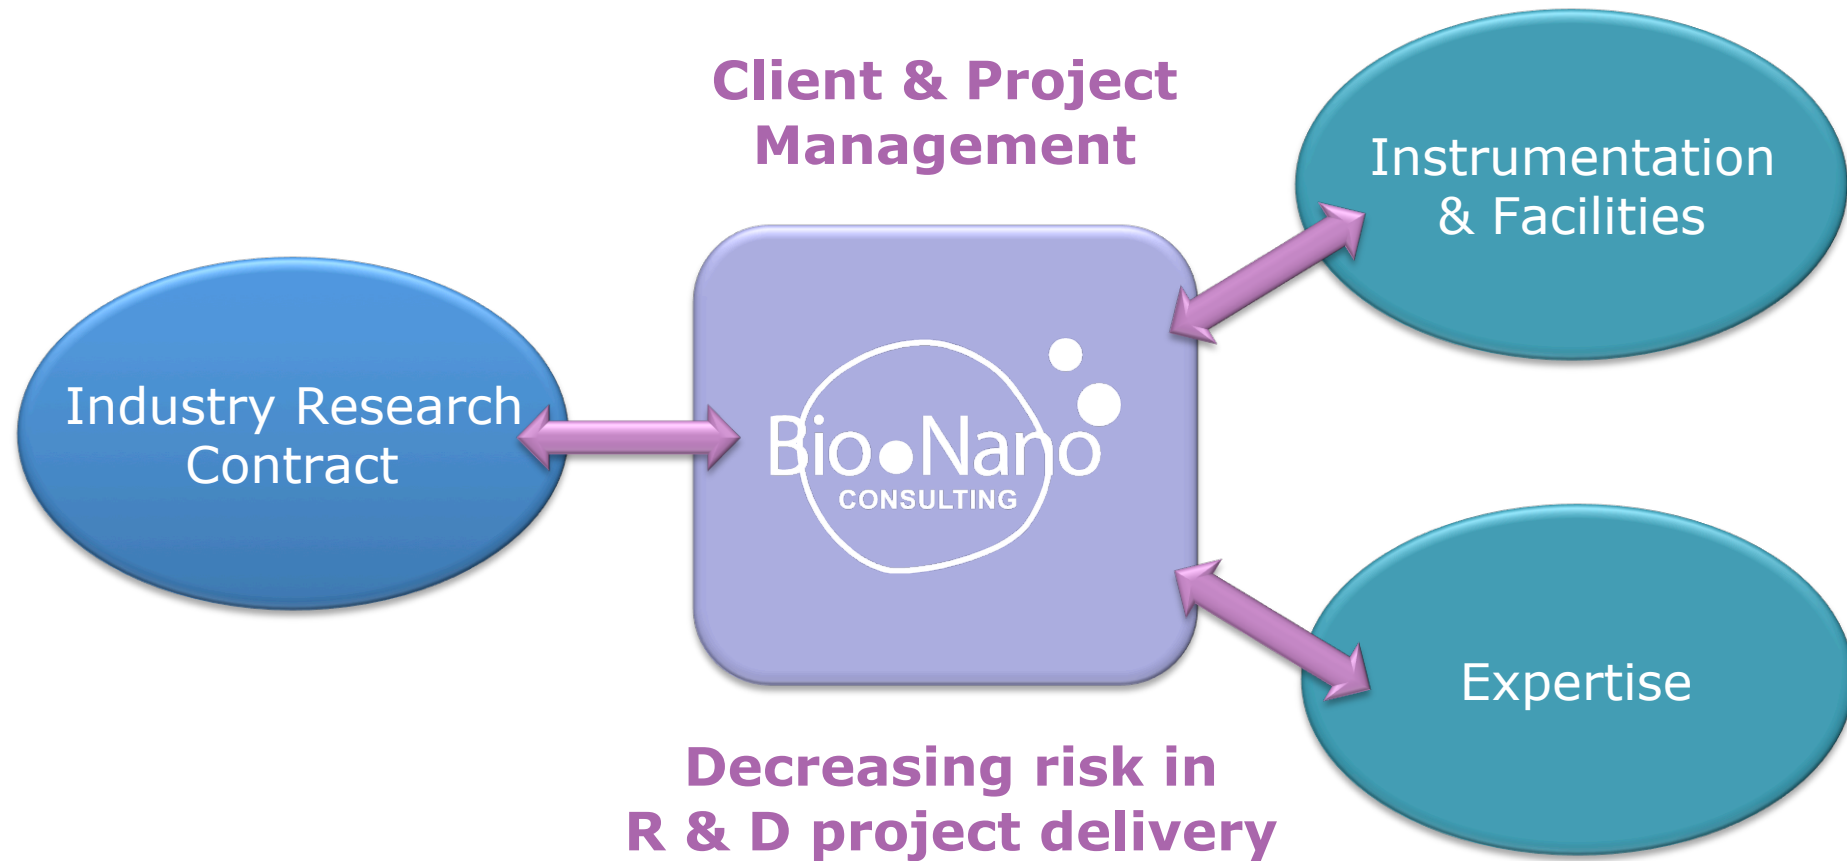 Client & Project
Management
Instrumentation
& Facilities
Industry Research
Contract
Bio•Nano
CONSULTING
Expertise
Decreasing risk in
R & D project delivery